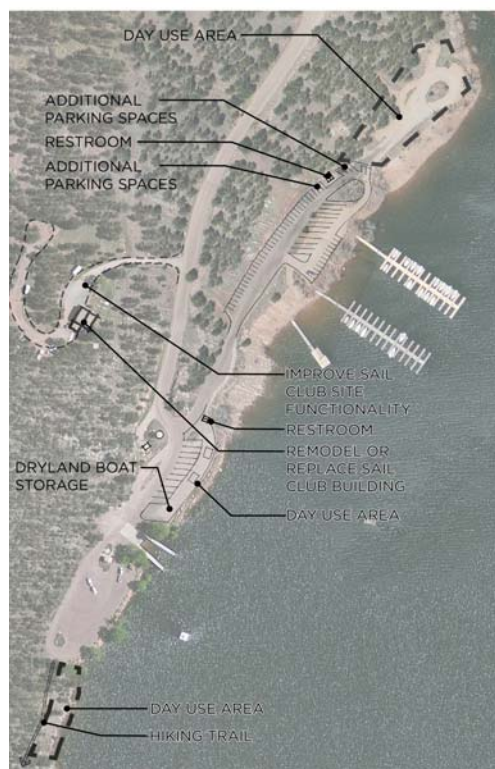 DAY USE AREA
ADDITIONAL
PARKING SPACES
RESTROOM
ADDITIONAL
PARKING SPACES
IMPROVE SAIL
CLUB SITE
FUNCTIONALITY
RESTROOM
REMODEL OR
REPLACE SAIL
CLUB BUILDING
DRYLAND BOAT
STORAGE
DAY USE AREA
DAY USE AREA
HIKING TRAIL